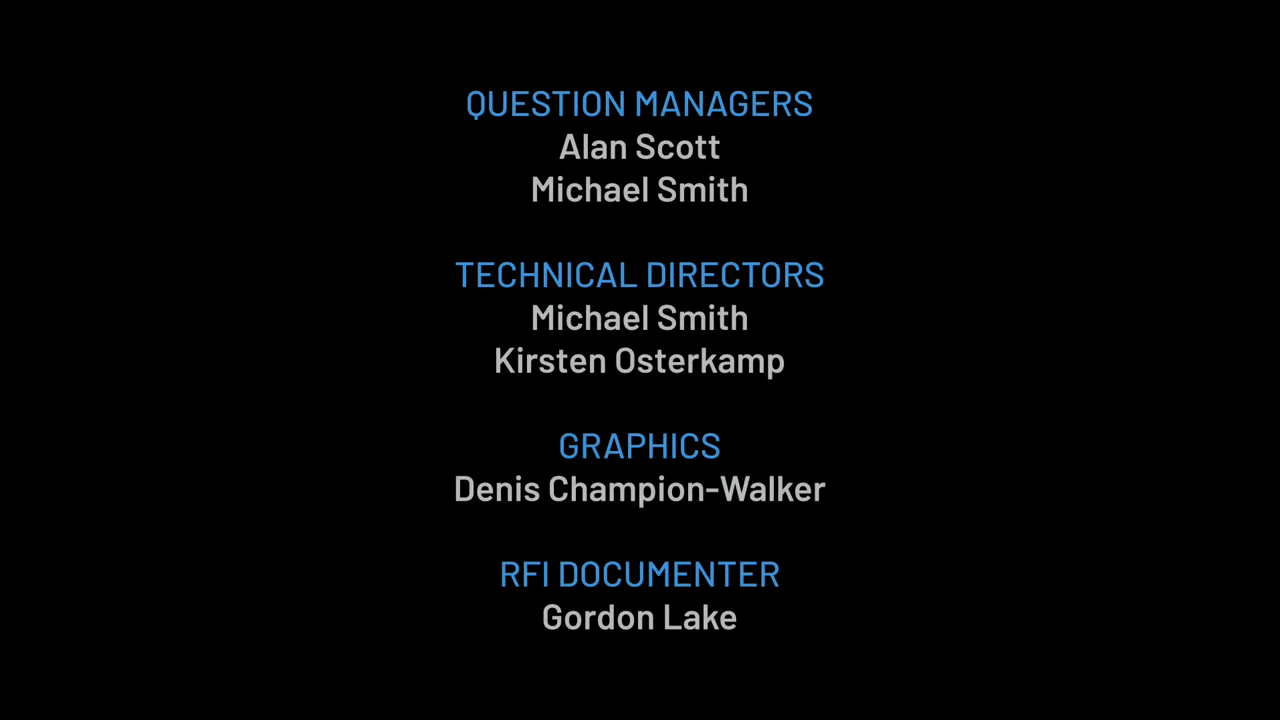 QUESTION MANAGERS
Alan Scott
Michael Smith
TECHNICAL DIRECTORS
Michael Smith
Kirsten Osterkamp
GRAPHICS
Denis Champion-Walker
RFI DOCUMENTER
Gordon Lake